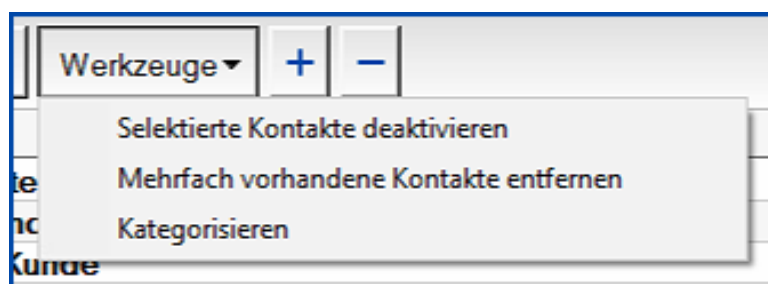 Werkzeuge
+ −
Selektierte Kontakte deaktivieren
Mehrfach vorhandene Kontakte entfernen
Kategorisieren
Kunde